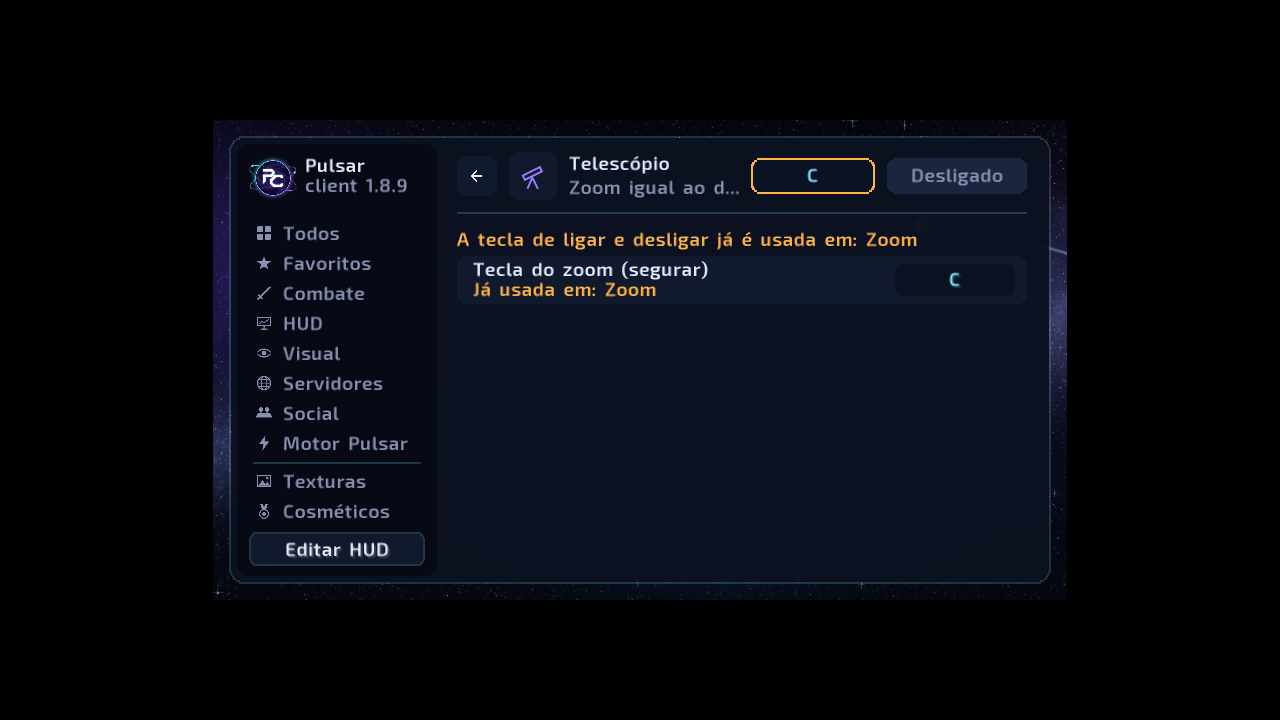 PC
Pulsar
client 1.8.9
Todos
Favoritos
Combate
HUD
Visual
Servidores
Social
Motor Pulsar
Texturas
Cosméticos
Editar HUD
Telescópio
Zoom igual ao d...
C
Desligado
A tecla de ligar e desligar já é usada em: Zoom
Tecla do zoom (segurar)
Já usada em: Zoom
C